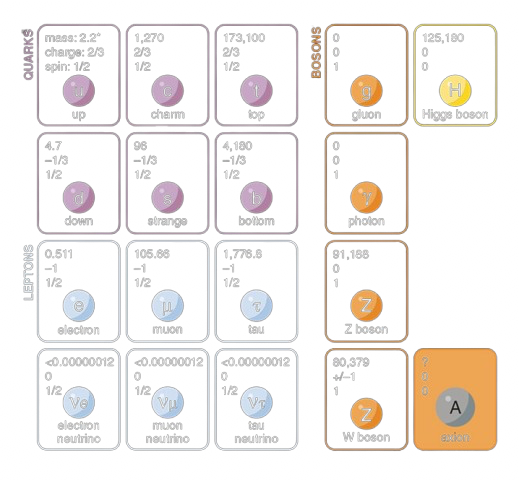 QUARKS
mass: 2.2*
charge: 2/3
spin: 1/2
u
up
1,270
2/3
1/2
c
charm
173,100
2/3
1/2
t
top
BOSONS
0
0
1
g
gluon
125,180
0
0
H
Higgs boson
4.7
−1/3
1/2
d
down
96
−1/3
1/2
s
strange
4,180
−1/3
1/2
b
bottom
0
0
1
γ
photon
LEPTONS
0.511
−1
1/2
e
electron
105.66
−1
1/2
μ
muon
1,776.8
−1
1/2
τ
tau
91,188
0
1
Z
Z boson
<0.00000012
0
1/2
Ve
electron
neutrino
<0.00000012
0
1/2
Vμ
muon
neutrino
<0.00000012
0
1/2
Vτ
tau
neutrino
80,379
+/−1
1
Z
W boson
?
0
0
A
axion